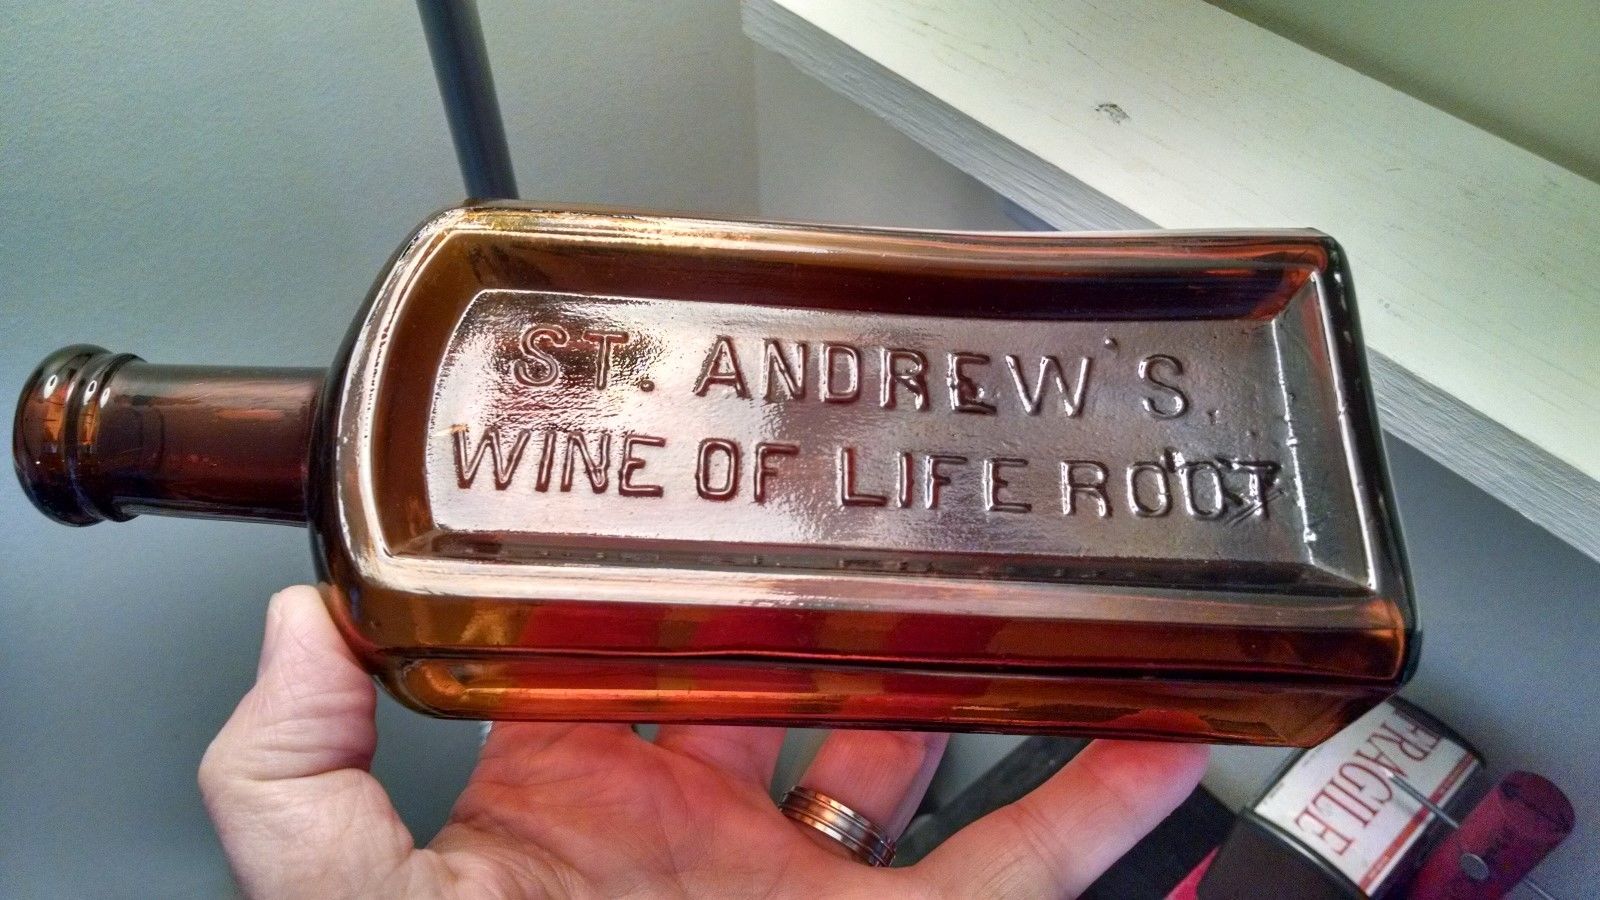 ST. ANDREW'S.
WINE OF LIFE ROOT
FRAGILE